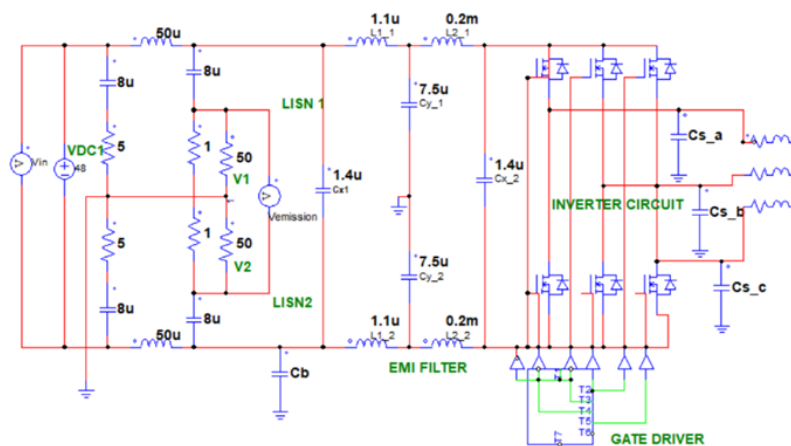 50u
1.1u
L1_1
0.2m
L2_1
8u
8u
LISN 1
7.5u
Cy_1
VDC1
Vin
48
5
1
50
V1
1.4u
Cx1
1.4u
Cx_2
Cs_a
Vemission
INVERTER CIRCUIT
Cs_b
5
1
50
V2
7.5u
Cy_2
Cs_c
LISN2
8u
8u
50u
1.1u
L1_2
0.2m
L2_2
Cb
EMI FILTER
T2
T3
T4
T5
T6
T7
GATE DRIVER